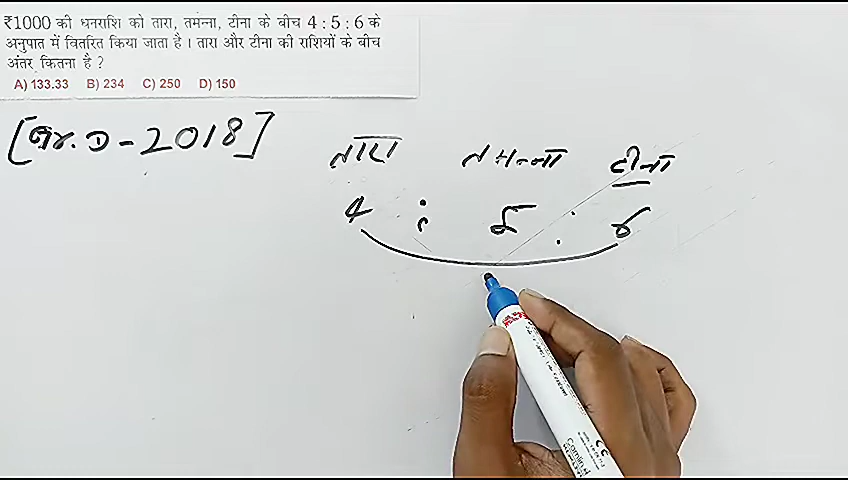 ₹1000 की धनराशि को तारा, तमन्ना, टीना के बीच 4 : 5 : 6 के
अनुपात में वितरित किया जाता है । तारा और टीना की राशियों के बीच
अंतर कितना है ?
A) 133.33 B) 234 C) 250 D) 150
[Gr. D - 2018]
तारा तमन्ना टीना
4 : 5 : 6